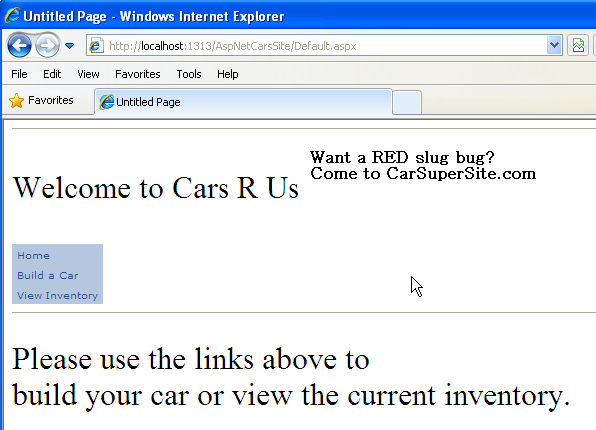 Untitled Page - Windows Internet Explorer
http://localhost:1313/AspNetCarsSite/Default.aspx
File Edit View Favorites Tools Help
Favorites Untitled Page
Want a RED slug bug?
Come to CarSuperSite.com
Welcome to Cars R Us
Home
Build a Car
View Inventory
Please use the links above to
build your car or view the current inventory.